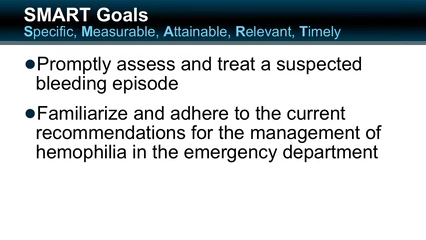 SMART Goals
Specific, Measurable, Attainable, Relevant, Timely
●Promptly assess and treat a suspected
bleeding episode
●Familiarize and adhere to the current
recommendations for the management of
hemophilia in the emergency department